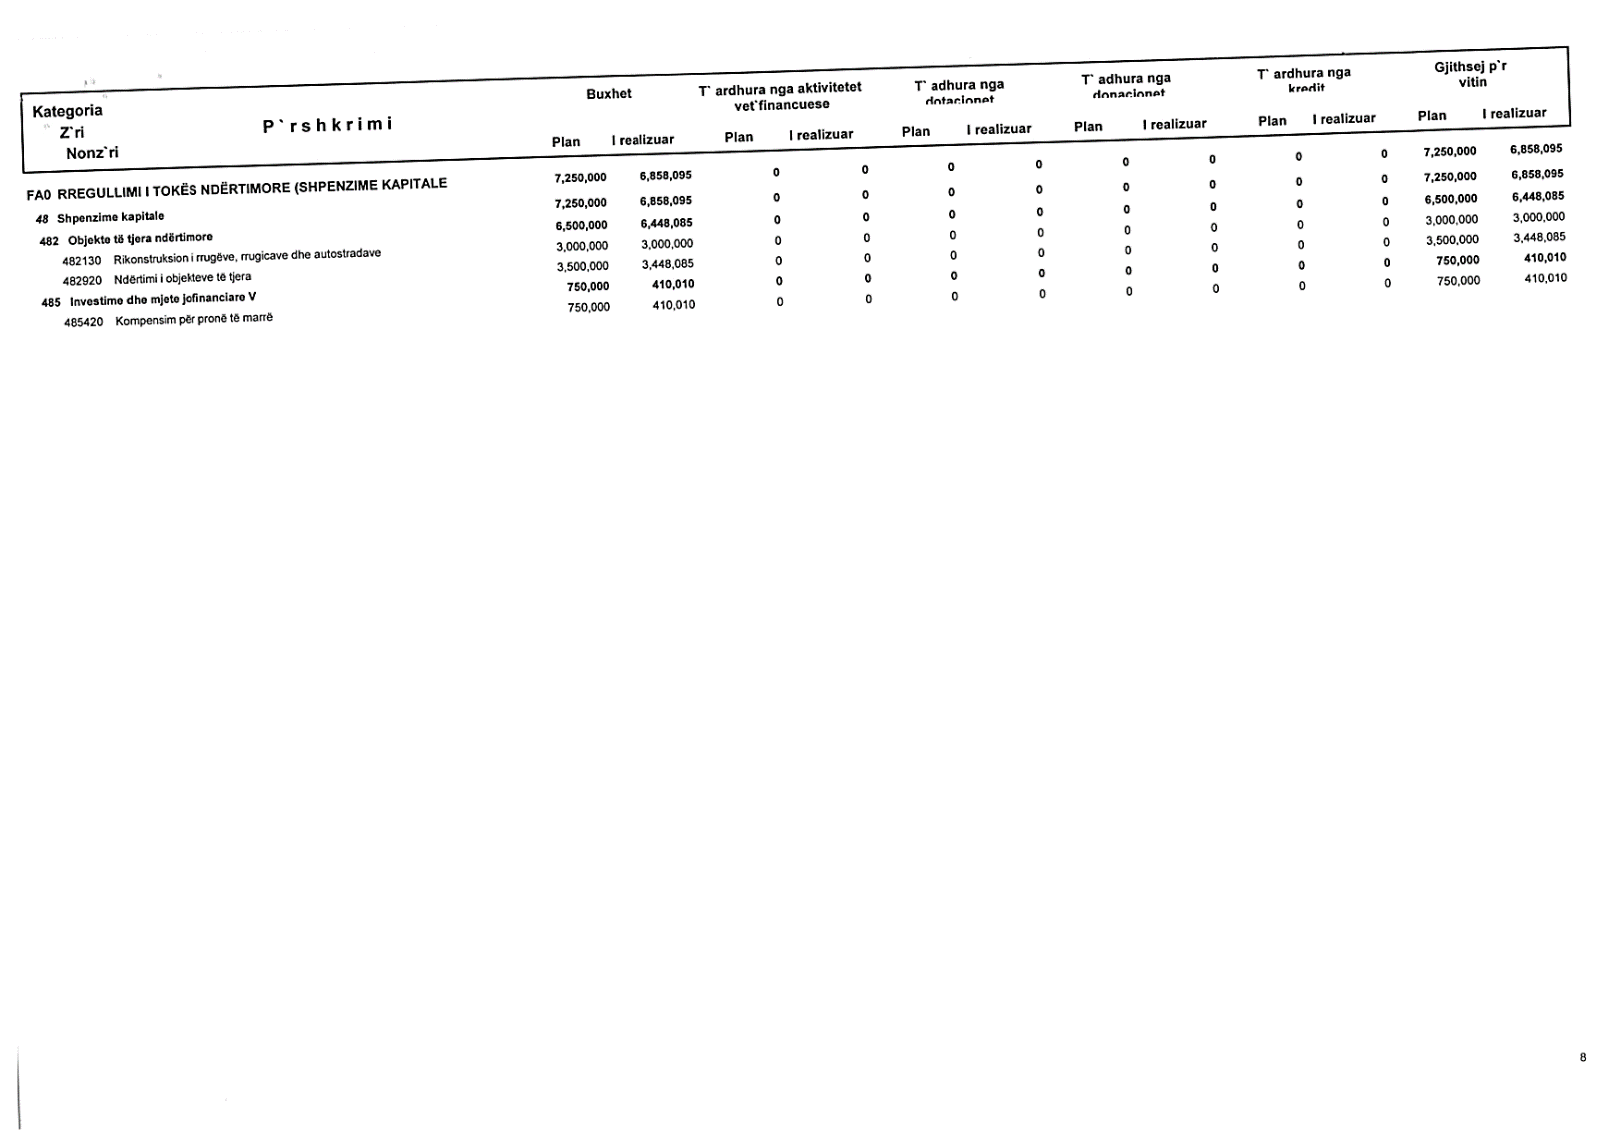 Kategoria
Z`ri
Nonz`ri
P`rshkrimi
Buxhet
T` ardhura nga aktivitetet
vet`financuese
T` adhura nga
dotacionet
T` adhura nga
donacionet
T` ardhura nga
kredit
Gjithsej p`r
vitin
Plan I realizuar Plan I realizuar Plan I realizuar Plan I realizuar Plan I realizuar Plan I realizuar
FA0 RREGULLIMI I TOKËS NDËRTIMORE (SHPENZIME KAPITALE 7,250,000 6,858,095 0 0 0 0 0 0 0 0 7,250,000 6,858,095
48 Shpenzime kapitale 7,250,000 6,858,095 0 0 0 0 0 0 0 0 7,250,000 6,858,095
482 Objekte të tjera ndërtimore 6,500,000 6,448,085 0 0 0 0 0 0 0 0 6,500,000 6,448,085
482130 Rikonstruksion i rrugëve, rrugicave dhe autostradave 3,000,000 3,000,000 0 0 0 0 0 0 0 0 3,000,000 3,000,000
482920 Ndërtimi i objekteve të tjera 3,500,000 3,448,085 0 0 0 0 0 0 0 0 3,500,000 3,448,085
485 Investime dhe mjete jofinanciare V 750,000 410,010 0 0 0 0 0 0 0 0 750,000 410,010
485420 Kompensim për pronë të marrë 750,000 410,010 0 0 0 0 0 0 0 0 750,000 410,010
8